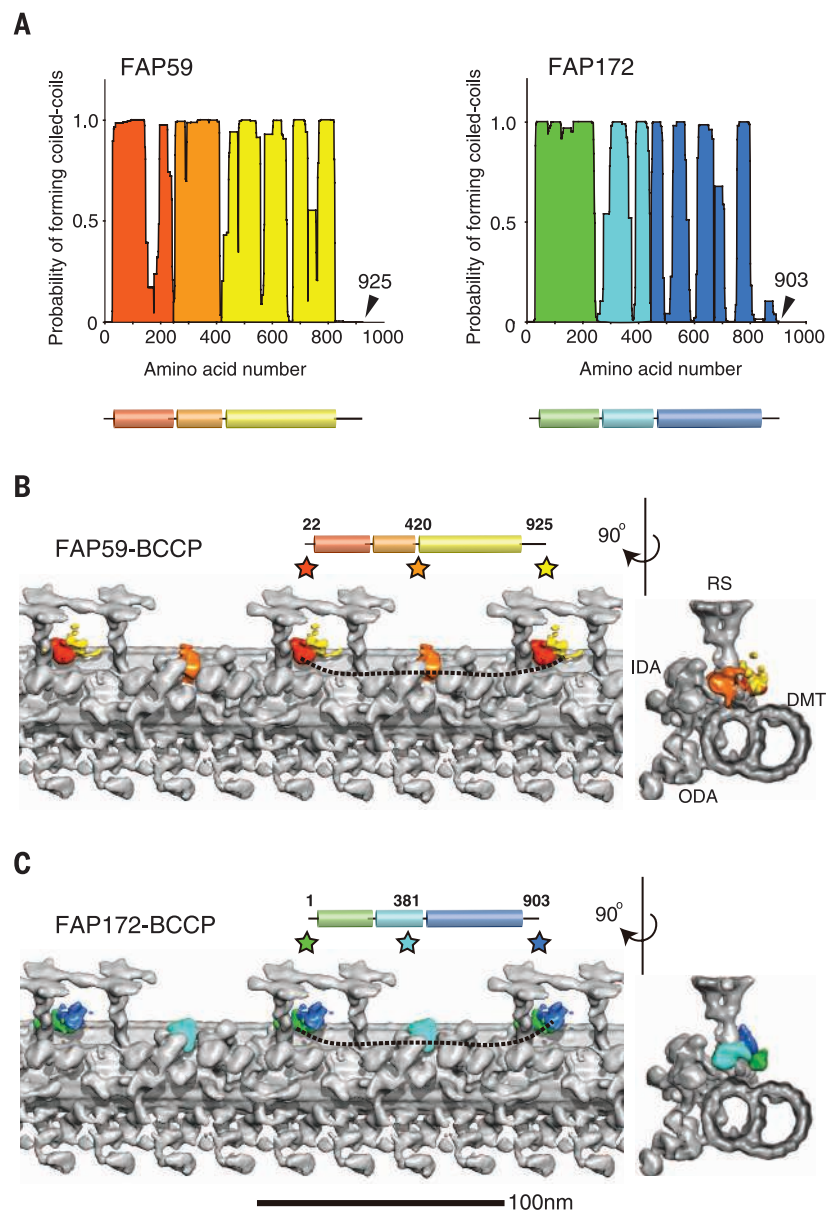 A
FAP59
FAP172
Probability of forming coiled-coils
1.0
0.5
0
925
0 200 400 600 800 1000
Amino acid number
Probability of forming coiled-coils
1.0
0.5
0
903
0 200 400 600 800 1000
Amino acid number
B
FAP59-BCCP
22 420 925
90°
RS
IDA
DMT
ODA
C
FAP172-BCCP
1 381 903
90°
100nm